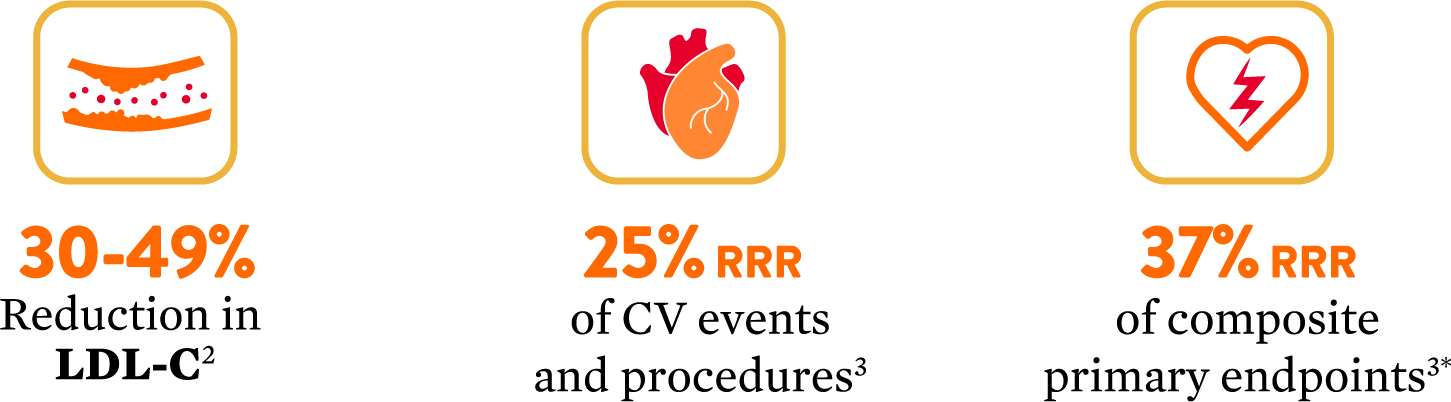 30-49%
Reduction in
LDL-C²
25% RRR
of CV events
and procedures³
37% RRR
of composite
primary endpoints³*